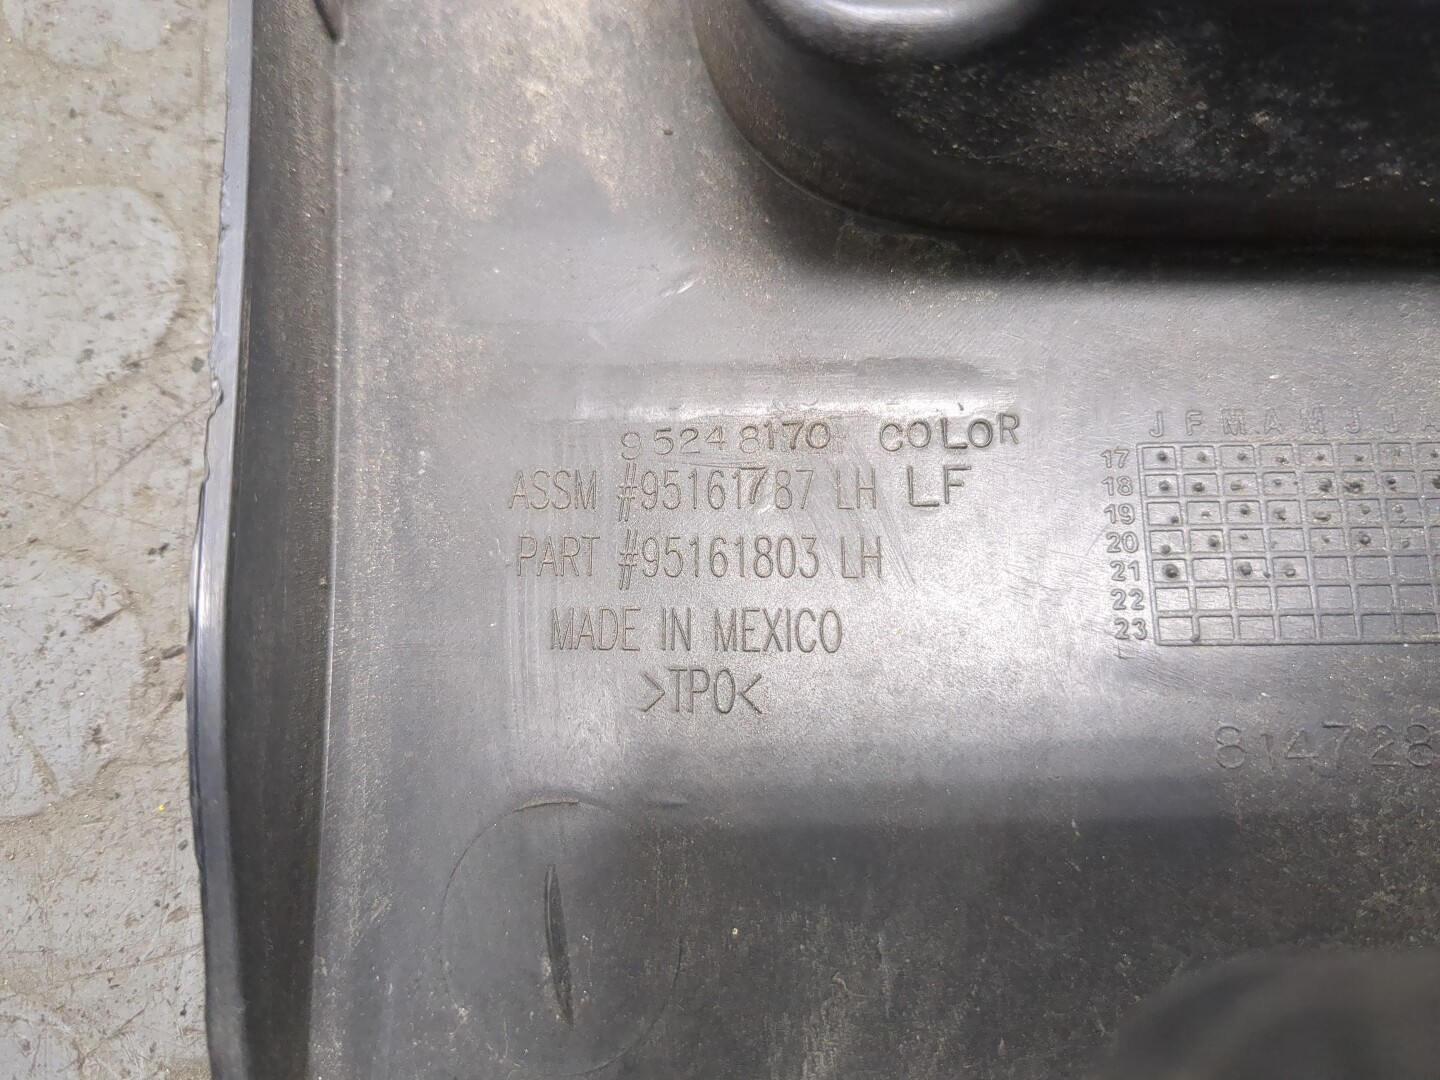 95248170 COLOR
ASSM #95161787 LH LF
PART #95161803 LH
MADE IN MEXICO
>TPO<
J F M A M J J A
17
18
19
20
21
22
23
814728